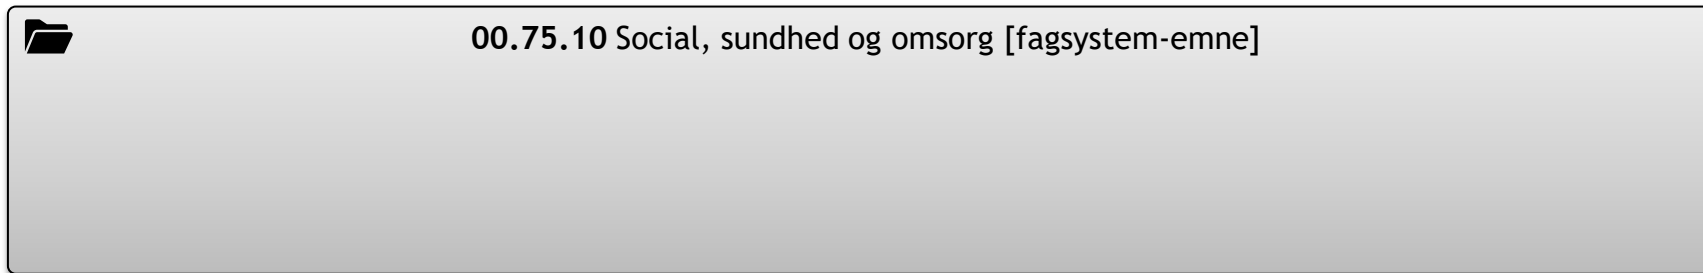 00.75.10 Social, sundhed og omsorg [fagsystem-emne]